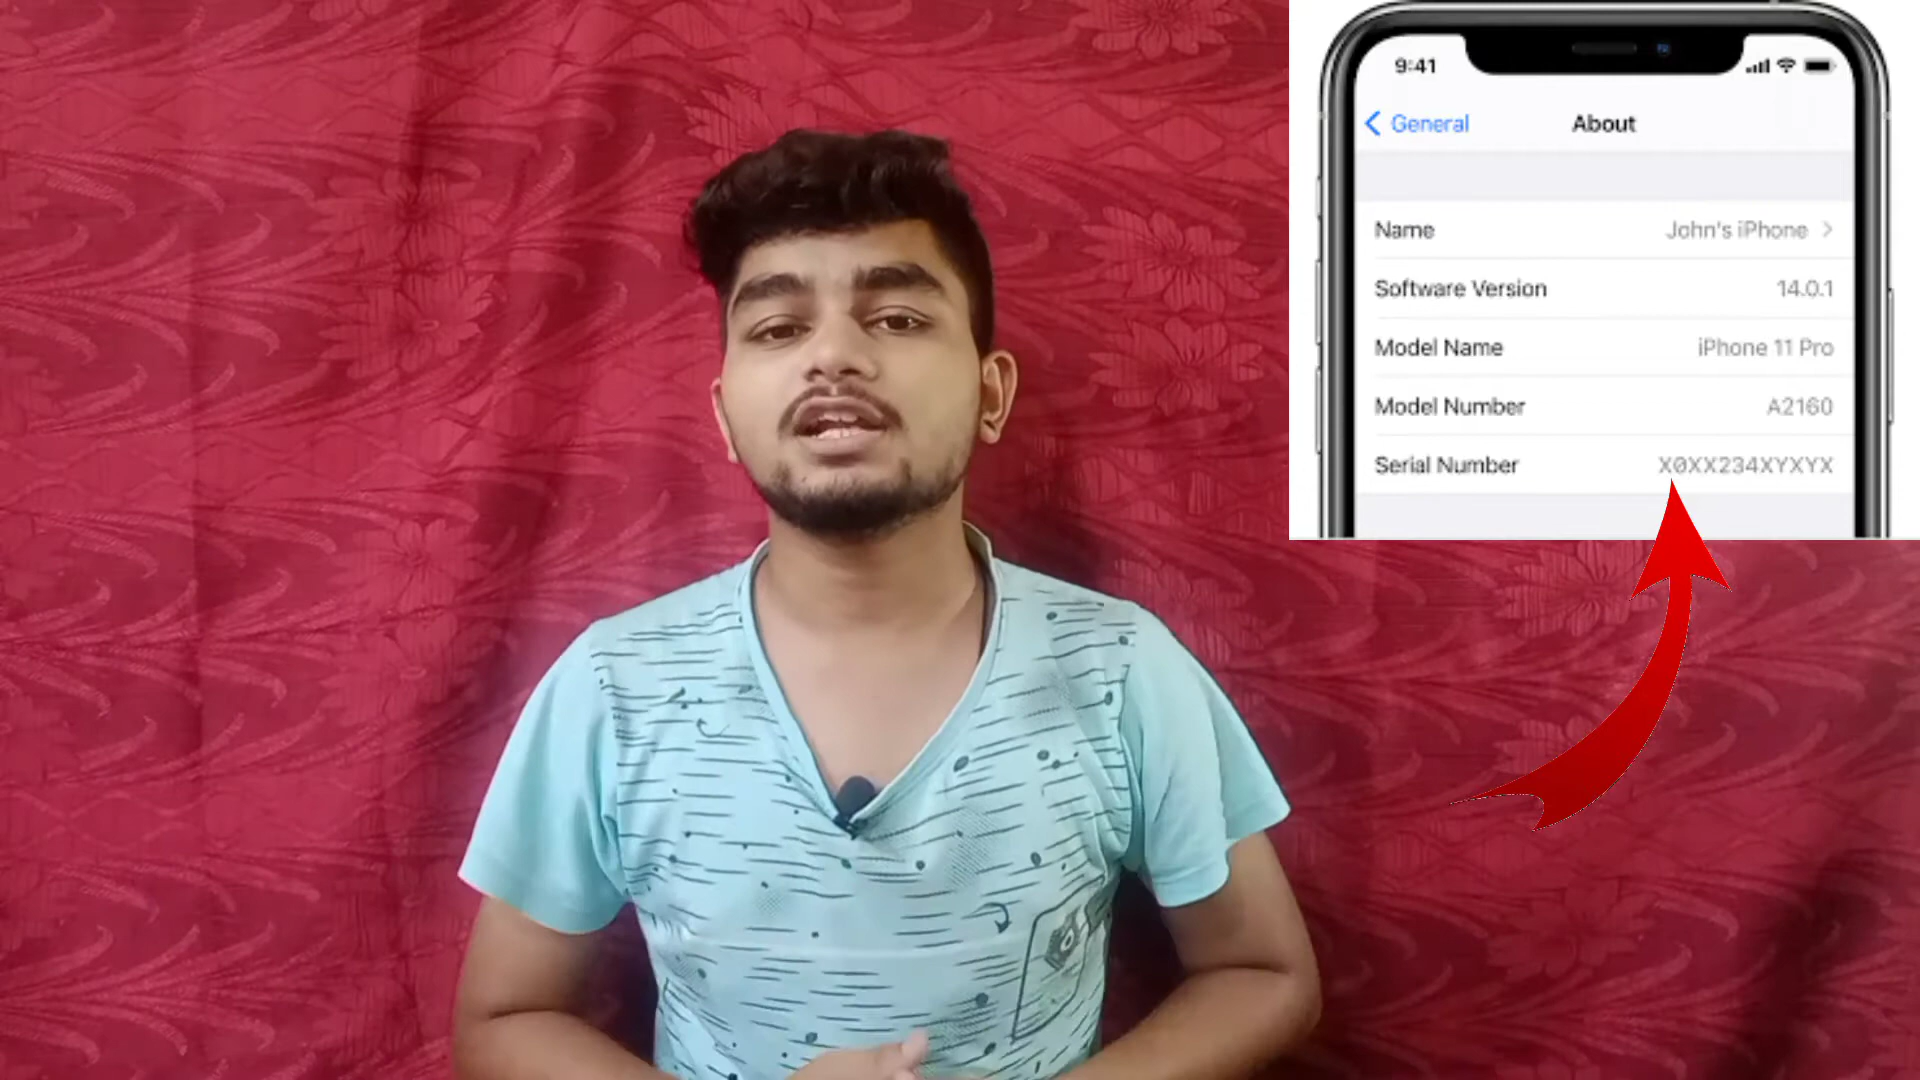 9:41
General
About
Name John's iPhone
Software Version 14.0.1
Model Name iPhone 11 Pro
Model Number A2160
Serial Number X0XX234XYXYX